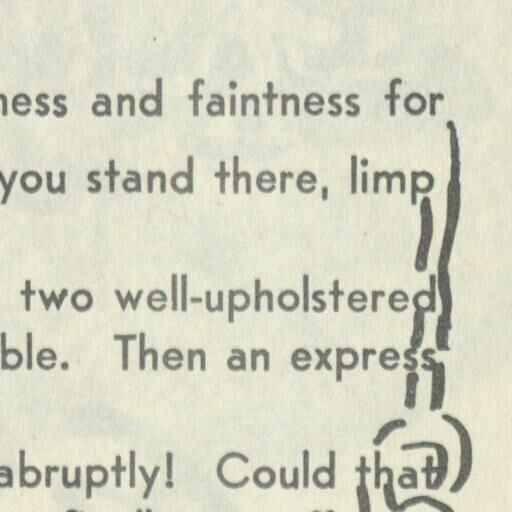 ness and faintness for
you stand there, limp
two well-upholstered
ble. Then an express
abruptly! Could that